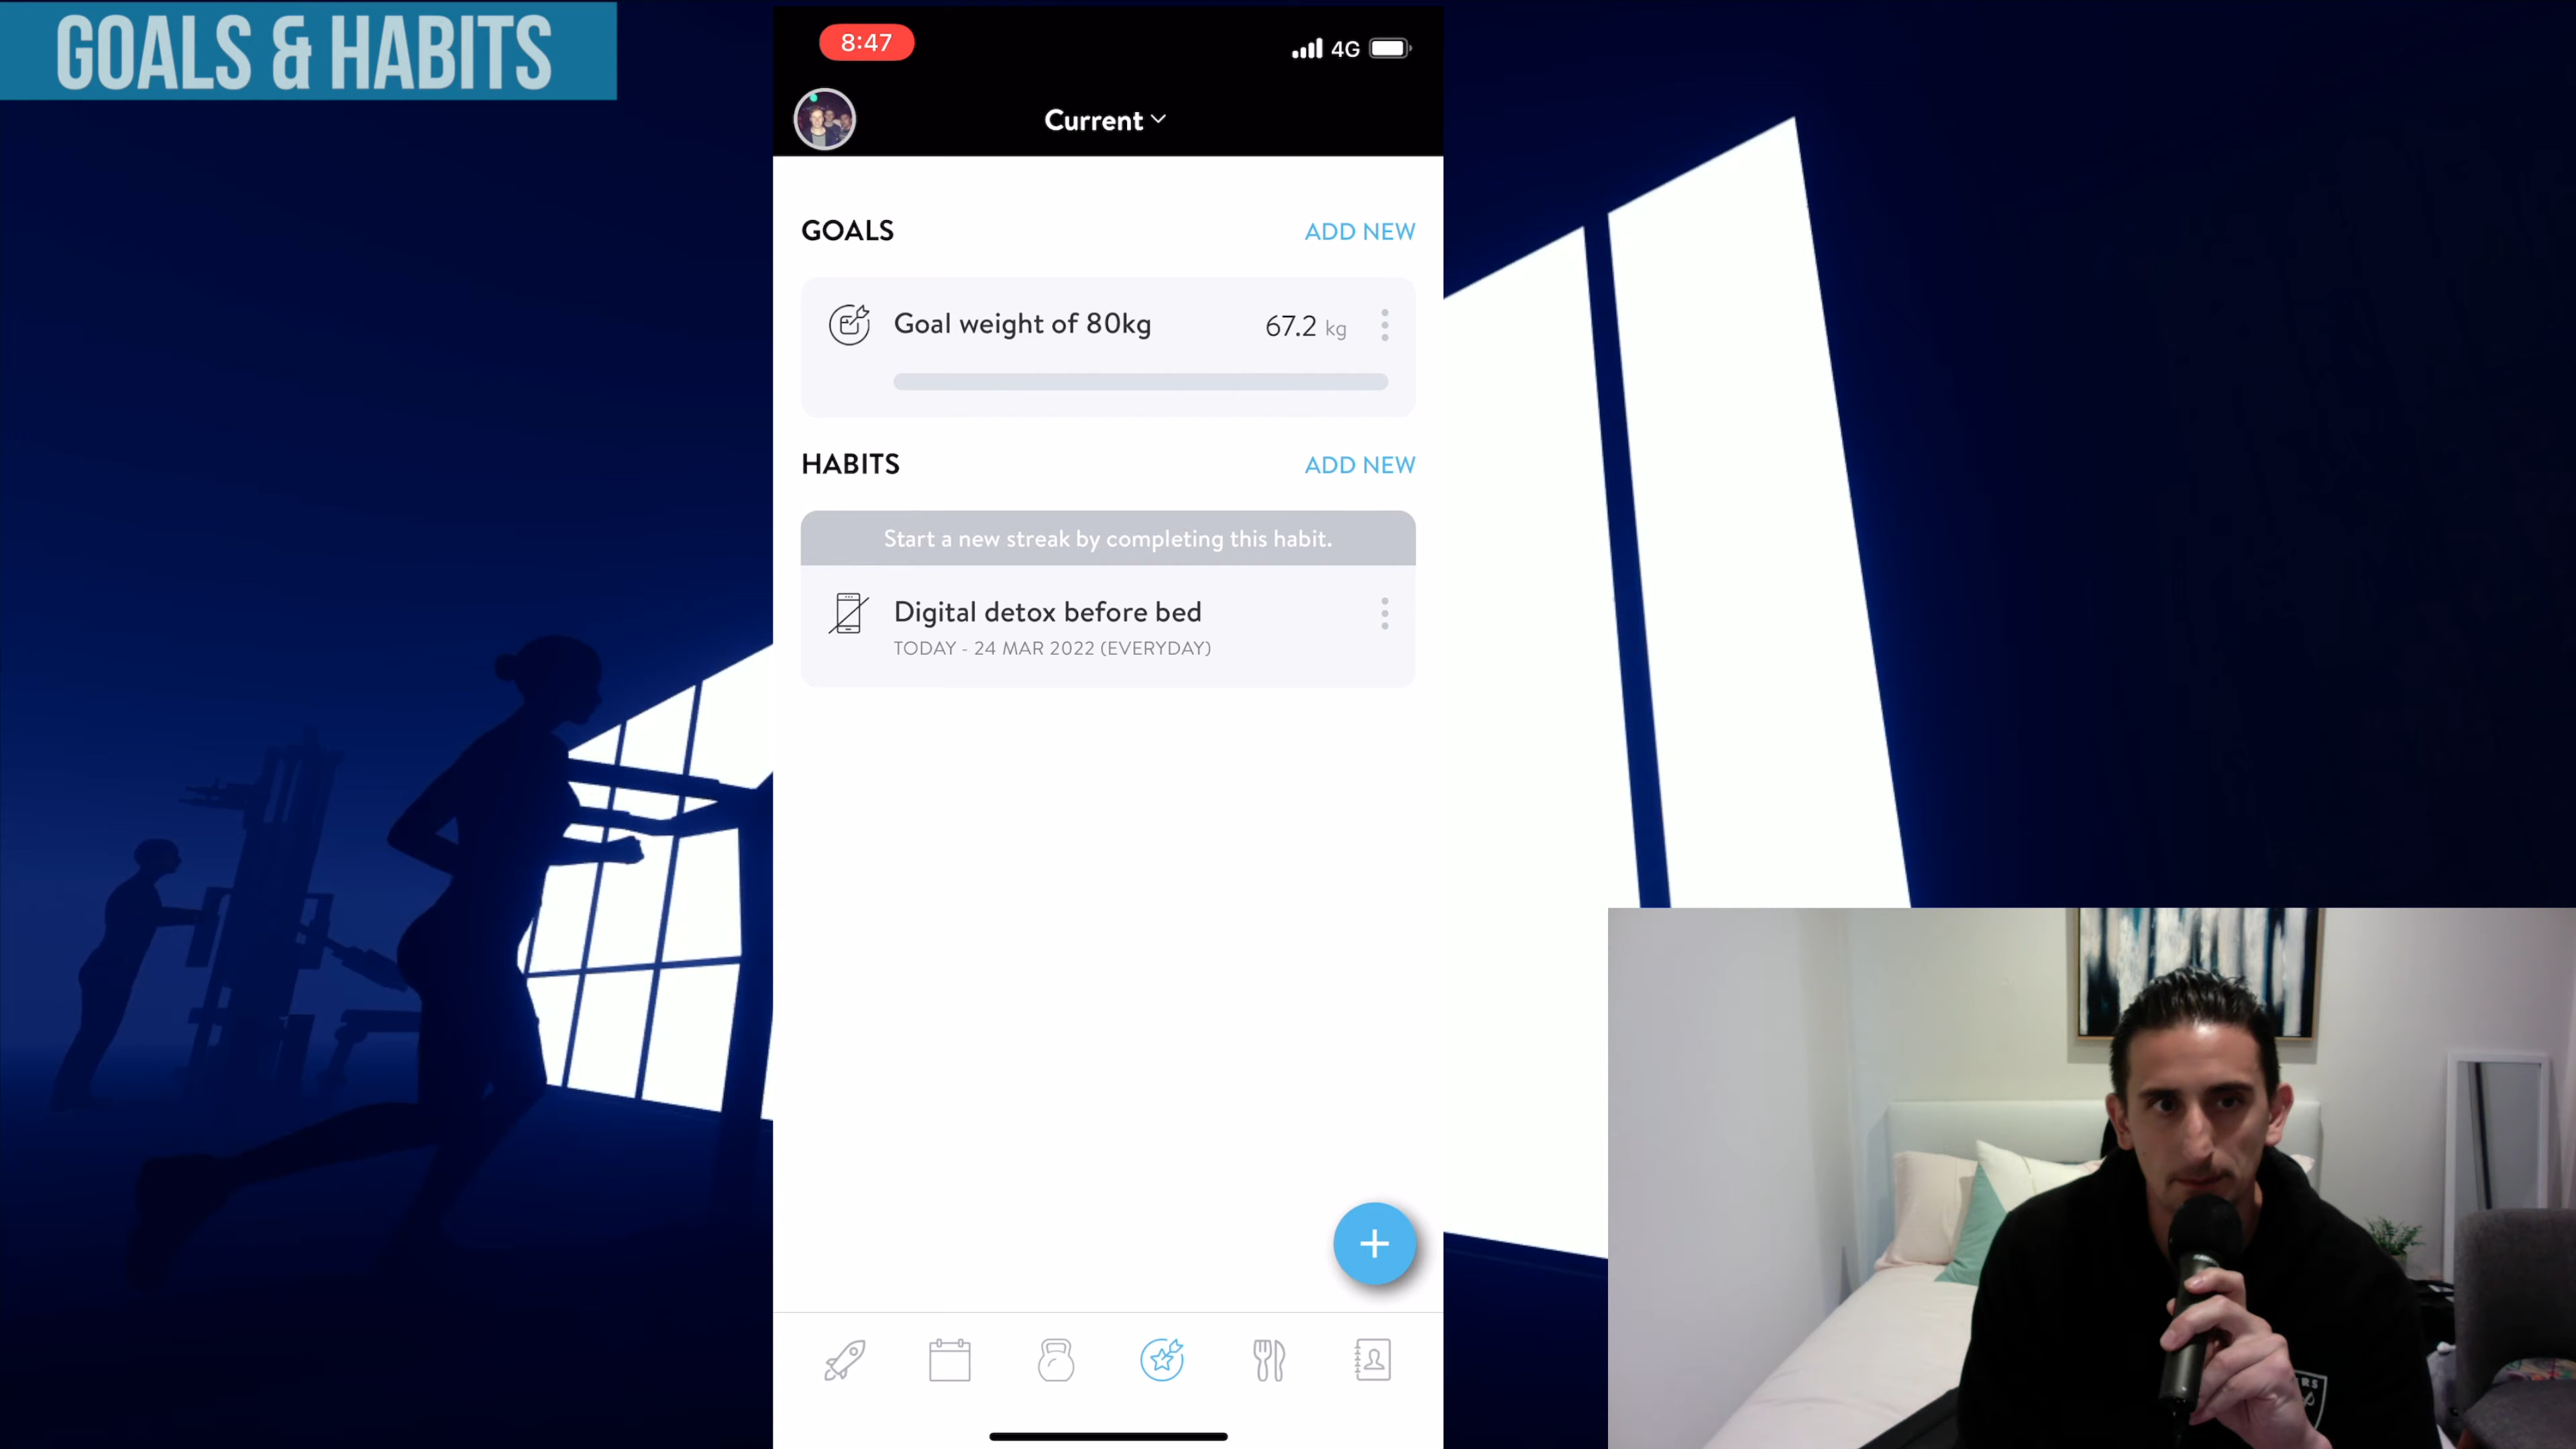 GOALS & HABITS
8:47
4G
Current
GOALS
ADD NEW
Goal weight of 80kg
67.2 kg
HABITS
ADD NEW
Start a new streak by completing this habit.
Digital detox before bed
TODAY - 24 MAR 2022 (EVERYDAY)